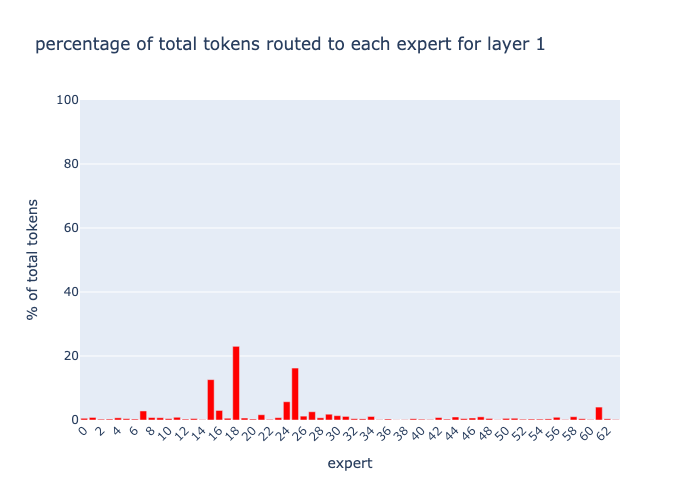 percentage of total tokens routed to each expert for layer 1
100
80
60
40
20
0
% of total tokens
0 2 4 6 8 10 12 14 16 18 20 22 24 26 28 30 32 34 36 38 40 42 44 46 48 50 52 54 56 58 60 62
expert